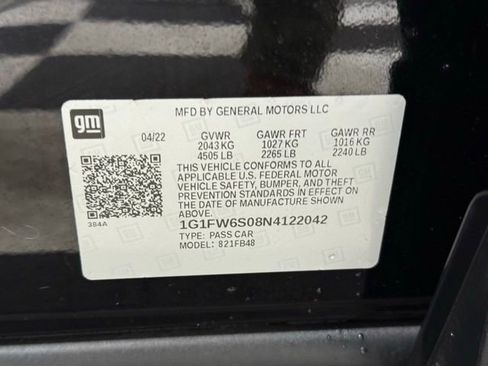 gm
MFD BY GENERAL MOTORS LLC
04/22 GVWR GAWR FRT GAWR RR
2043 KG 1027 KG 1016 KG
4505 LB 2265 LB 2240 LB
THIS VEHICLE CONFORMS TO ALL
APPLICABLE U.S. FEDERAL MOTOR
VEHICLE SAFETY, BUMPER, AND THEFT
PREVENTION STANDARDS IN EFFECT
ON THE DATE OF MANUFACTURE
SHOWN ABOVE.
384A
1G1FW6S08N4122042
TYPE: PASS CAR
MODEL: 821FB48